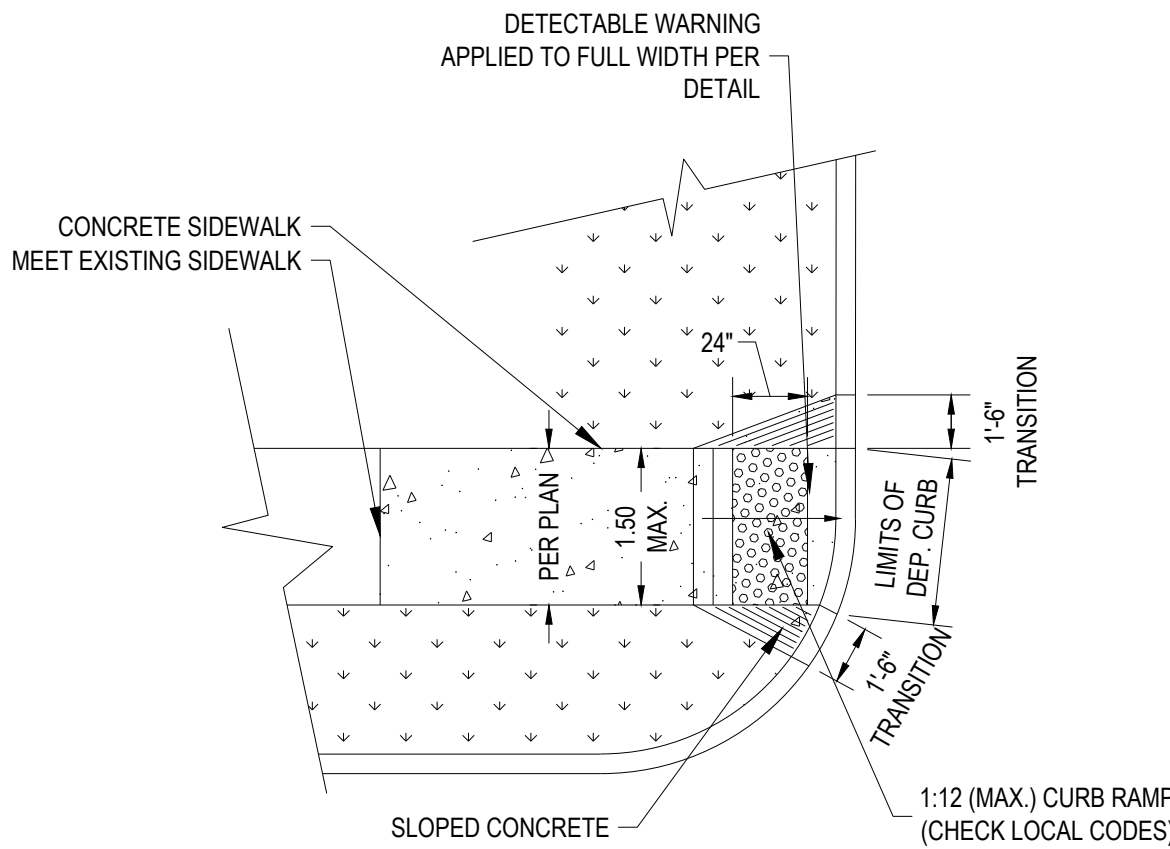 DETECTABLE WARNING
APPLIED TO FULL WIDTH PER
DETAIL
CONCRETE SIDEWALK
MEET EXISTING SIDEWALK
24"
1'-6"
TRANSITION
PER PLAN
1.50
MAX.
LIMITS OF
DEP. CURB
1'-6"
TRANSITION
SLOPED CONCRETE
1:12 (MAX.) CURB RAMP
(CHECK LOCAL CODES)